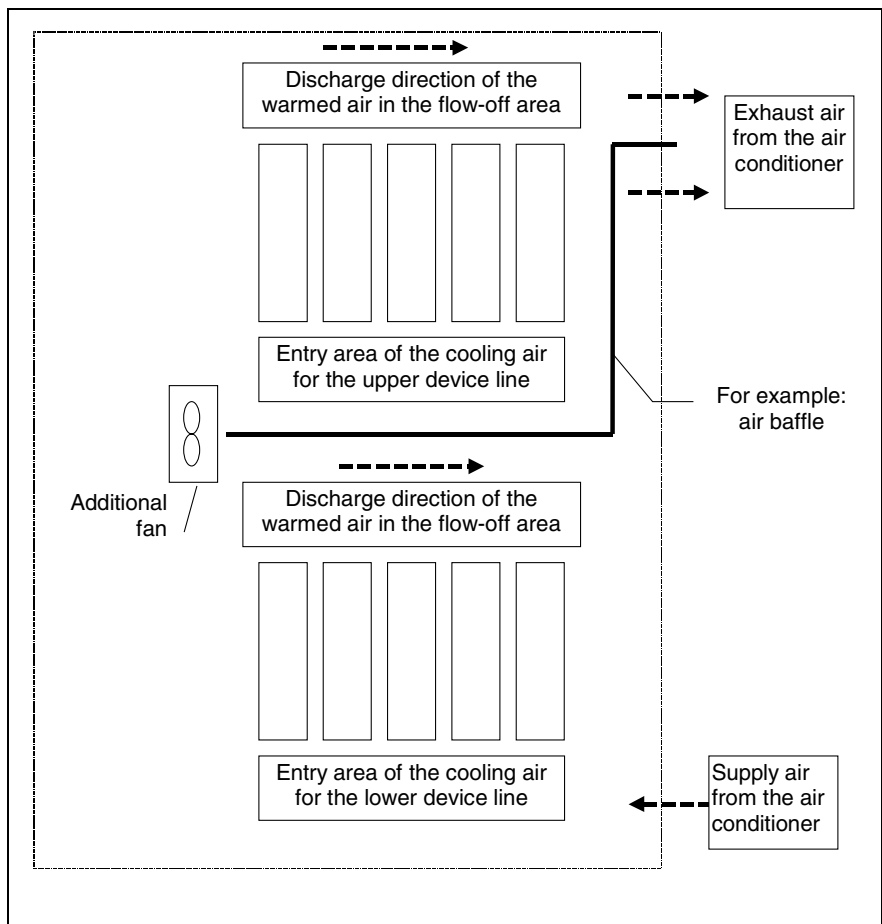 Discharge direction of the
warmed air in the flow-off area
Exhaust air
from the air
conditioner
Entry area of the cooling air
for the upper device line
For example:
air baffle
Additional
fan
Discharge direction of the
warmed air in the flow-off area
Entry area of the cooling air
for the lower device line
Supply air
from the air
conditioner